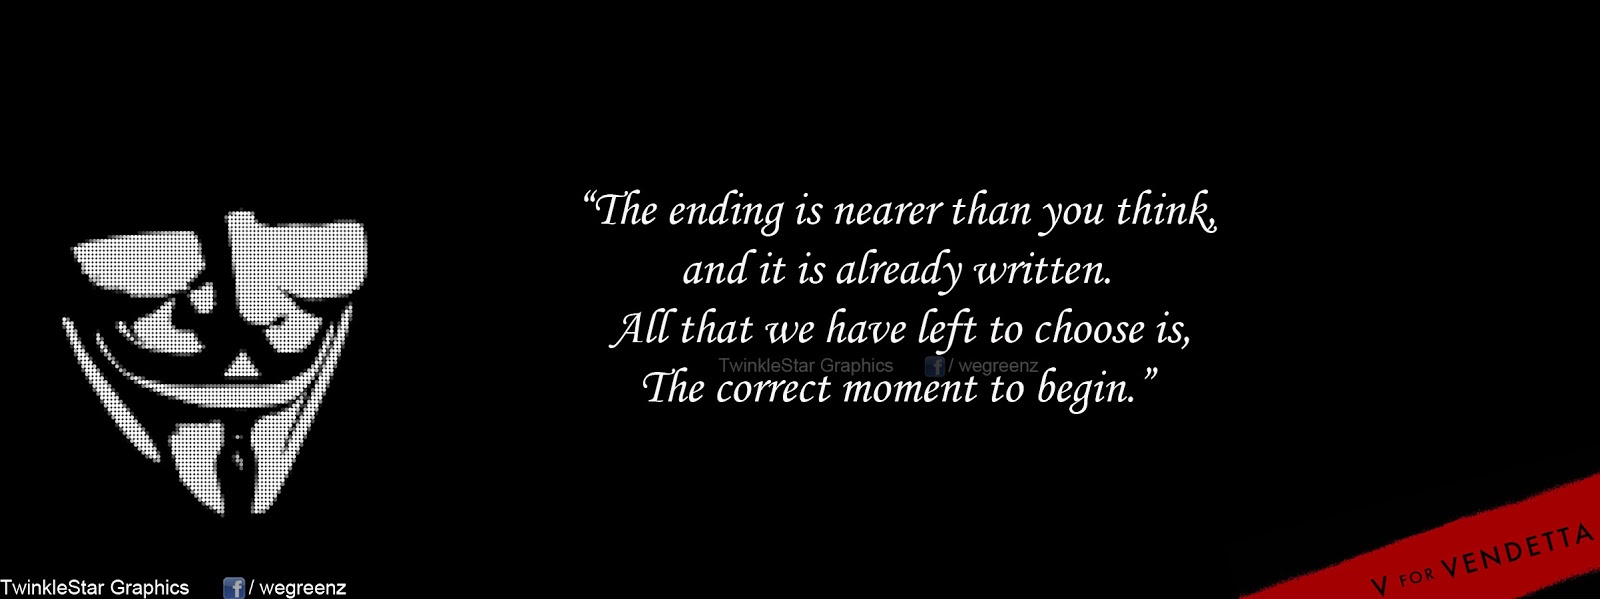 “The ending is nearer than you think,
and it is already written.
All that we have left to choose is,
TwinkleStar Graphics f / wegreenz
The correct moment to begin.”
V FOR VENDETTA
TwinkleStar Graphics f / wegreenz